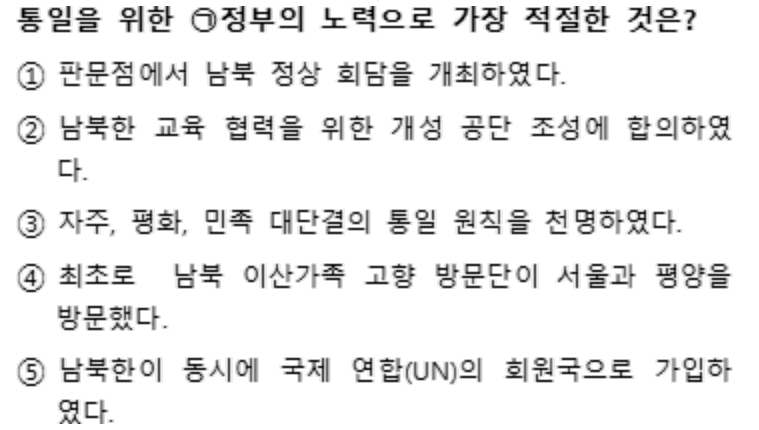 통일을 위한 ㉠정부의 노력으로 가장 적절한 것은?
① 판문점에서 남북 정상 회담을 개최하였다.
② 남북한 교육 협력을 위한 개성 공단 조성에 합의하였
다.
③ 자주, 평화, 민족 대단결의 통일 원칙을 천명하였다.
④ 최초로 남북 이산가족 고향 방문단이 서울과 평양을
방문했다.
⑤ 남북한이 동시에 국제 연합(UN)의 회원국으로 가입하
였다.